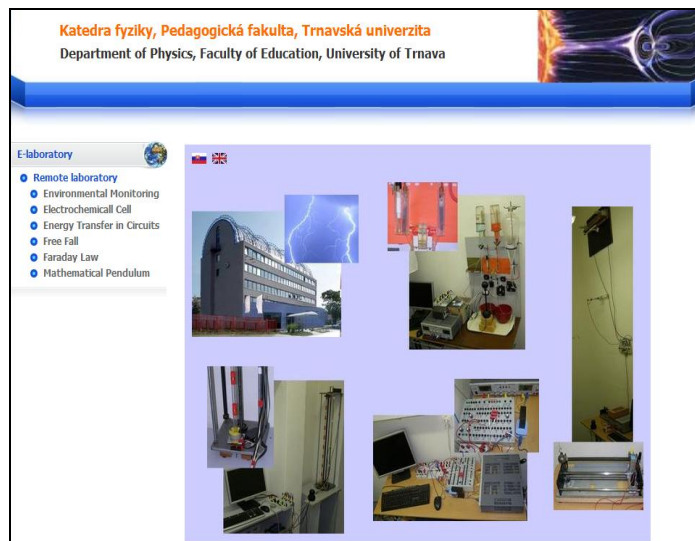 Katedra fyziky, Pedagogická fakulta, Trnavská univerzita
Department of Physics, Faculty of Education, University of Trnava
E-laboratory
Remote laboratory
Environmental Monitoring
Electrochemicall Cell
Energy Transfer in Circuits
Free Fall
Faraday Law
Mathematical Pendulum